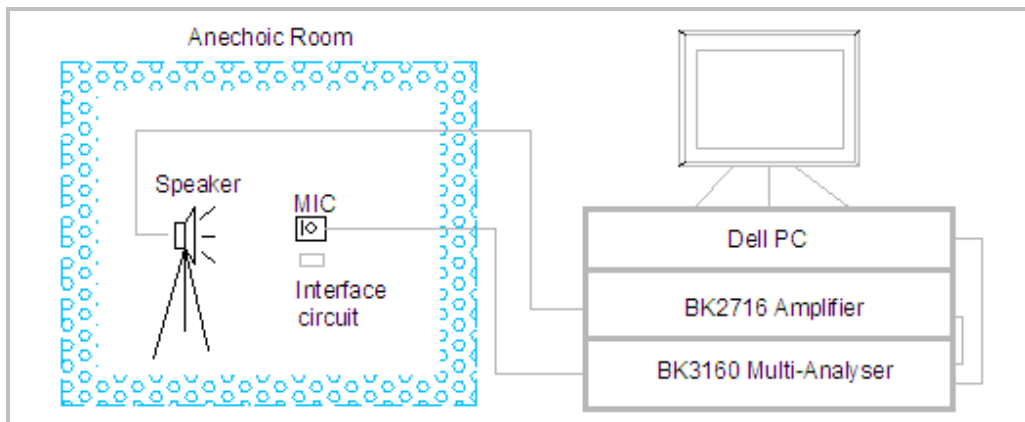 Anechoic Room
Speaker
MIC
Interface
circuit
Dell PC
BK2716 Amplifier
BK3160 Multi-Analyser